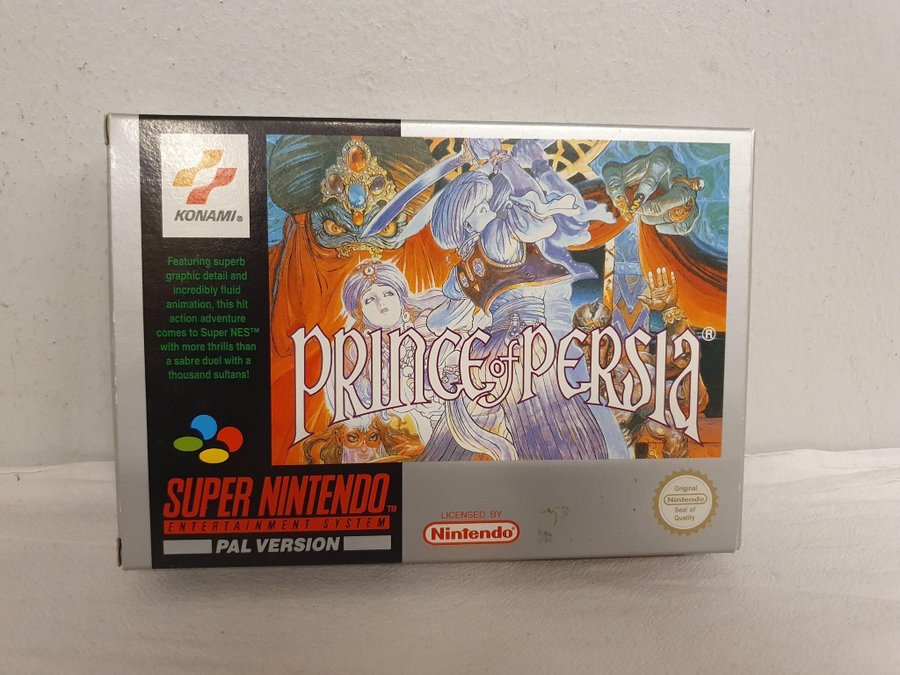 KONAMI®
Featuring superb
graphic detail and
incredibly fluid
animation, this hit
action adventure
comes to Super NES™
with more thrills than
a sabre duel with a
thousand sultans!
PRINCE of PERSIA®
SUPER NINTENDO™
ENTERTAINMENT SYSTEM
PAL VERSION
LICENSED BY
Nintendo®
Original
Nintendo
Seal of
Quality